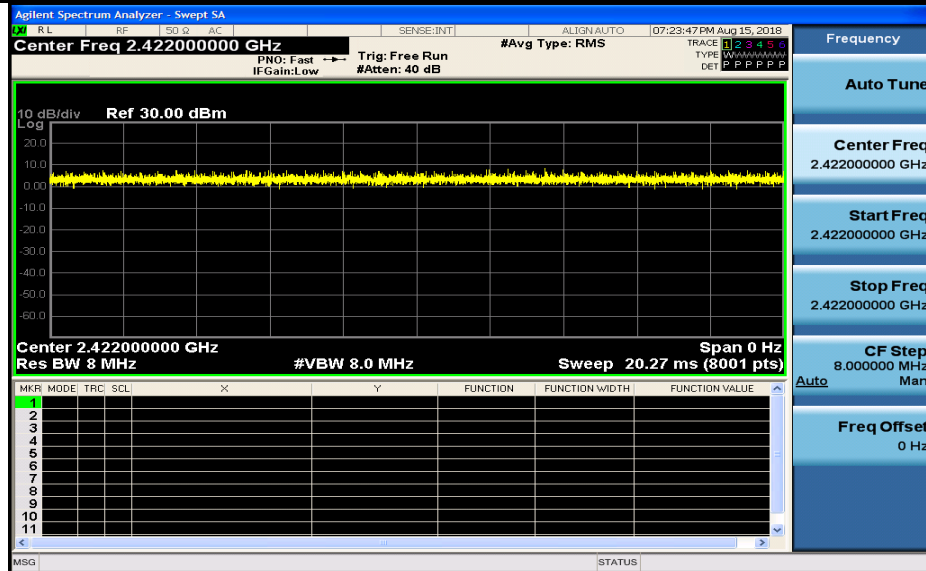 Agilent Spectrum Analyzer - Swept SA
LXI RL RF 50 Ω AC SENSE:INT ALIGN AUTO 07:23:47 PM Aug 15, 2018
Center Freq 2.422000000 GHz
PNO: Fast
IFGain:Low
Trig: Free Run
#Atten: 40 dB
#Avg Type: RMS
TRACE 1 2 3 4 5 6
TYPE WWWWWW
DET P P P P P P
10 dB/div Ref 30.00 dBm
Log
20.0
10.0
0.00
-10.0
-20.0
-30.0
-40.0
-50.0
-60.0
Center 2.422000000 GHz Span 0 Hz
Res BW 8 MHz #VBW 8.0 MHz Sweep 20.27 ms (8001 pts)
MKR MODE TRC SCL X Y FUNCTION FUNCTION WIDTH FUNCTION VALUE
1
2
3
4
5
6
7
8
9
10
11
MSG STATUS
Frequency
Auto Tune
Center Freq
2.422000000 GHz
Start Freq
2.422000000 GHz
Stop Freq
2.422000000 GHz
CF Step
8.000000 MHz
Auto Man
Freq Offset
0 Hz